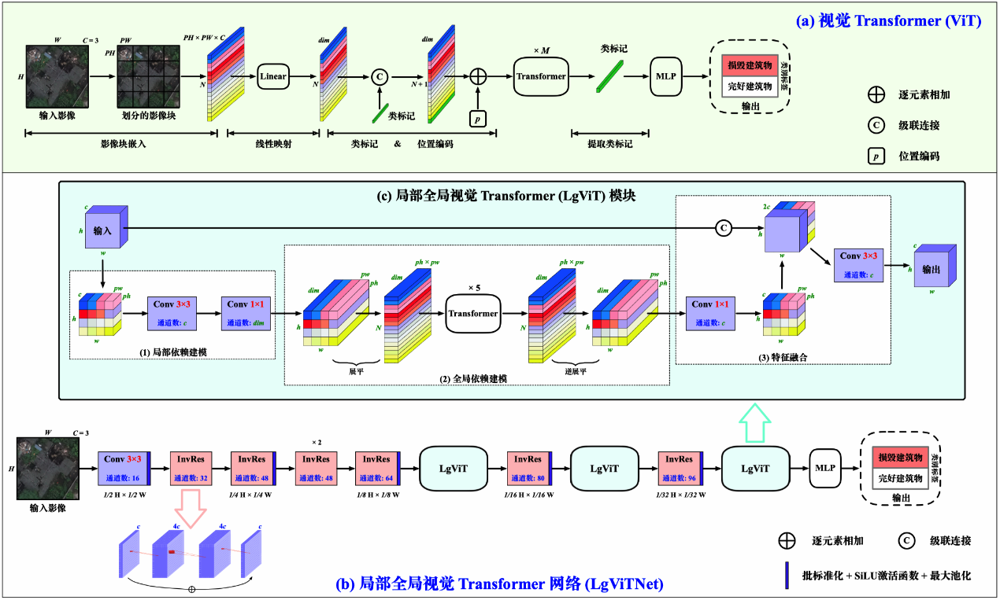 (a) 视觉 Transformer (ViT)
W
C = 3
H
输入影像
PW
PH
划分的影像块
PH × PW × C
N
Linear
dim
N
C
类标记
dim
N + 1
p
× M
Transformer
类标记
MLP
损毁建筑物
完好建筑物
类别标签
输出
影像块嵌入
线性映射
类标记 & 位置编码
提取类标记
逐元素相加
C 级联连接
p 位置编码
(c) 局部全局视觉 Transformer (LgViT) 模块
c
h
输入
w
c
pw
ph
h
w
Conv 3×3
通道数: c
Conv 1×1
通道数: dim
(1) 局部依赖建模
dim
pw
ph
h
w
展平
dim
ph × pw
N
× 5
Transformer
dim
ph × pw
N
逆展平
dim
pw
ph
h
w
(2) 全局依赖建模
Conv 1×1
通道数: c
c
pw
ph
h
w
C
2c
h
w
Conv 3×3
通道数: c
(3) 特征融合
c
h
输出
w
W
C = 3
H
输入影像
Conv 3×3
通道数: 16
1/2 H × 1/2 W
InvRes
通道数: 32
InvRes
通道数: 48
1/4 H × 1/4 W
× 2
InvRes
通道数: 48
InvRes
通道数: 64
1/8 H × 1/8 W
LgViT
InvRes
通道数: 80
1/16 H × 1/16 W
LgViT
InvRes
通道数: 96
1/32 H × 1/32 W
LgViT
MLP
损毁建筑物
完好建筑物
类别标签
输出
c
4c
4c
c
逐元素相加
C 级联连接
批标准化 + SiLU激活函数 + 最大池化
(b) 局部全局视觉 Transformer 网络 (LgViTNet)